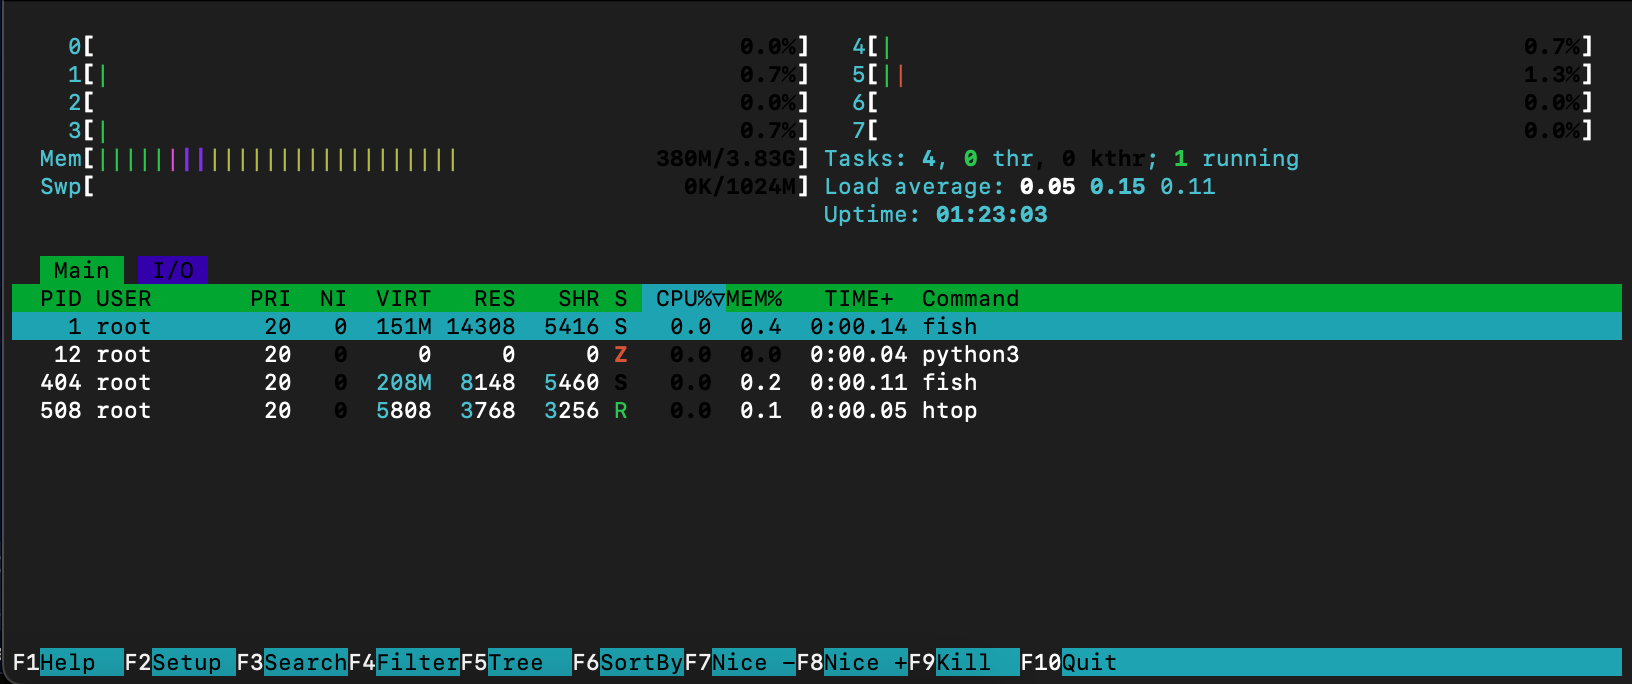 0[ 0.0%] 4[| 0.7%]
1[| 0.7%] 5[|| 1.3%]
2[ 0.0%] 6[ 0.0%]
3[| 0.7%] 7[ 0.0%]
Mem[|||||||||||||||||||||||||| 380M/3.83G] Tasks: 4, 0 thr, 0 kthr; 1 running
Swp[ 0K/1024M] Load average: 0.05 0.15 0.11
Uptime: 01:23:03
Main I/O
PID USER PRI NI VIRT RES SHR S CPU%▽MEM% TIME+ Command
1 root 20 0 151M 14308 5416 S 0.0 0.4 0:00.14 fish
12 root 20 0 0 0 0 Z 0.0 0.0 0:00.04 python3
404 root 20 0 208M 8148 5460 S 0.0 0.2 0:00.11 fish
508 root 20 0 5808 3768 3256 R 0.0 0.1 0:00.05 htop
F1Help F2Setup F3SearchF4FilterF5Tree F6SortByF7Nice -F8Nice +F9Kill F10Quit